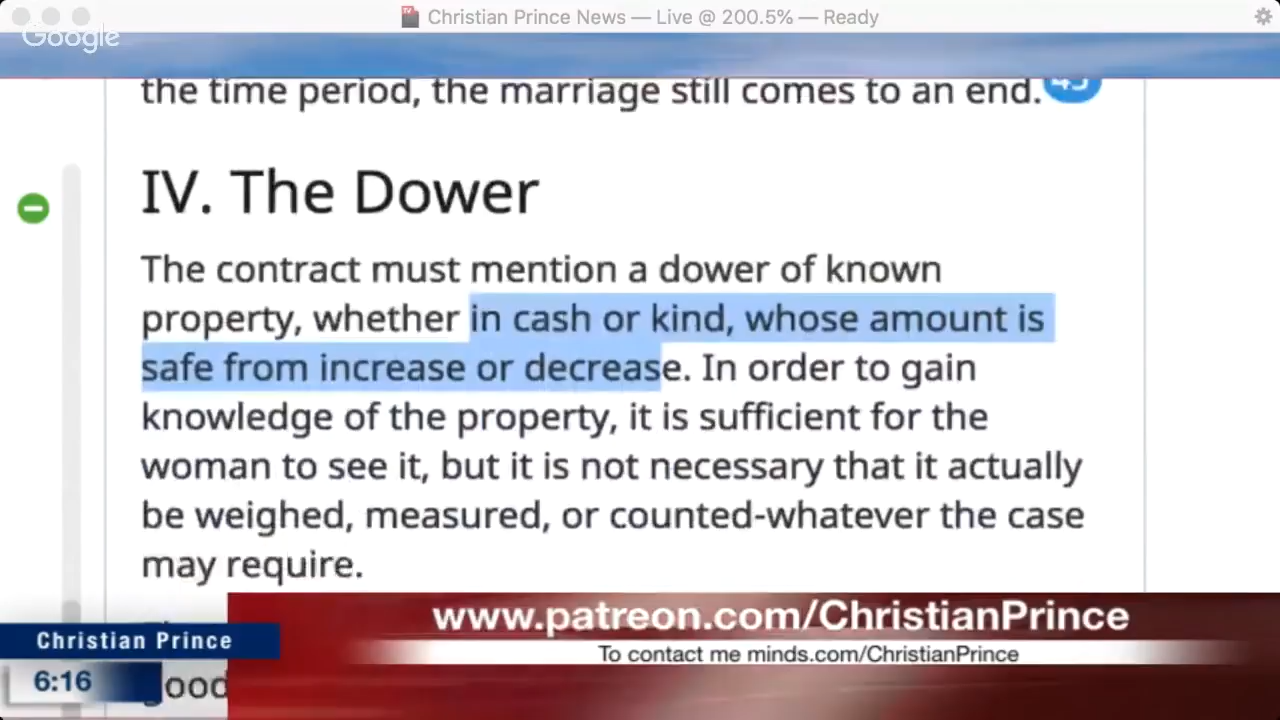 Christian Prince News — Live @ 200.5% — Ready
Google
the time period, the marriage still comes to an end.
IV. The Dower
The contract must mention a dower of known
property, whether in cash or kind, whose amount is
safe from increase or decrease. In order to gain
knowledge of the property, it is sufficient for the
woman to see it, but it is not necessary that it actually
be weighed, measured, or counted-whatever the case
may require.
www.patreon.com/ChristianPrince
Christian Prince
To contact me minds.com/ChristianPrince
6:16